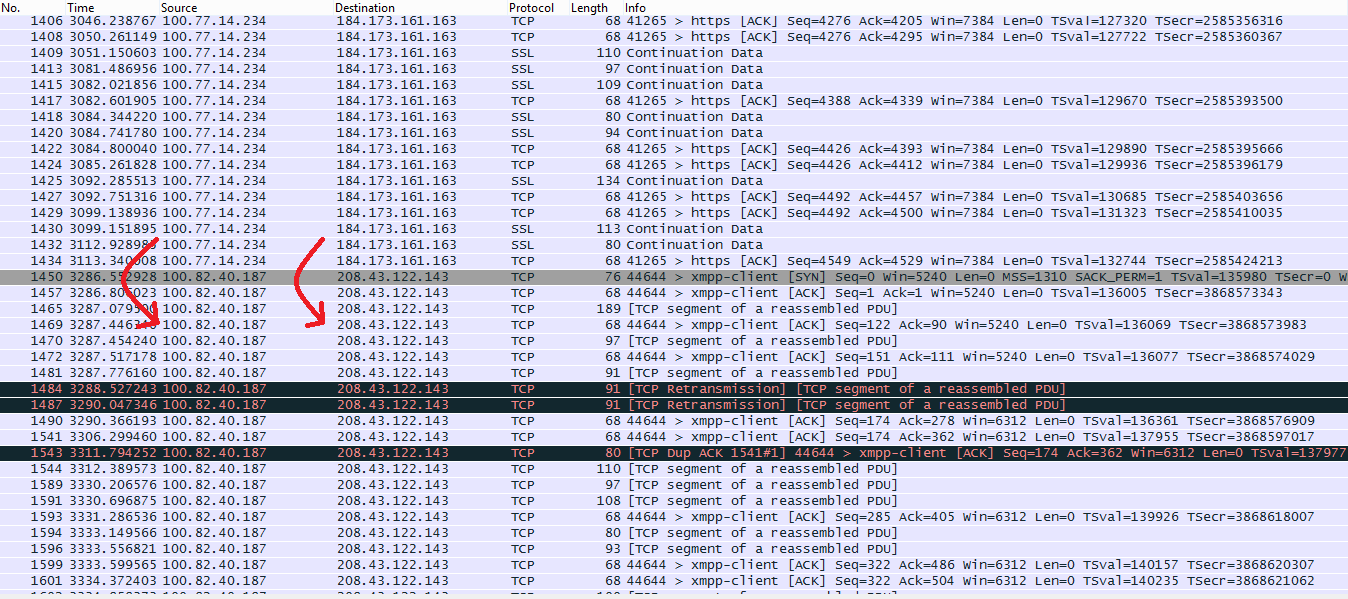 No. Time Source Destination Protocol Length Info
1406 3046.238767 100.77.14.234 184.173.161.163 TCP 68 41265 > https [ACK] Seq=4276 Ack=4205 Win=7384 Len=0 TSval=127320 TSecr=2585356316
1408 3050.261149 100.77.14.234 184.173.161.163 TCP 68 41265 > https [ACK] Seq=4276 Ack=4295 Win=7384 Len=0 TSval=127722 TSecr=2585360367
1409 3051.150603 100.77.14.234 184.173.161.163 SSL 110 Continuation Data
1413 3081.486956 100.77.14.234 184.173.161.163 SSL 97 Continuation Data
1415 3082.021856 100.77.14.234 184.173.161.163 SSL 109 Continuation Data
1417 3082.601905 100.77.14.234 184.173.161.163 TCP 68 41265 > https [ACK] Seq=4388 Ack=4339 Win=7384 Len=0 TSval=129670 TSecr=2585393500
1418 3084.344220 100.77.14.234 184.173.161.163 SSL 80 Continuation Data
1420 3084.741780 100.77.14.234 184.173.161.163 SSL 94 Continuation Data
1422 3084.800040 100.77.14.234 184.173.161.163 TCP 68 41265 > https [ACK] Seq=4426 Ack=4393 Win=7384 Len=0 TSval=129890 TSecr=2585395666
1424 3085.261828 100.77.14.234 184.173.161.163 TCP 68 41265 > https [ACK] Seq=4426 Ack=4412 Win=7384 Len=0 TSval=129936 TSecr=2585396179
1425 3092.285513 100.77.14.234 184.173.161.163 SSL 134 Continuation Data
1427 3092.751316 100.77.14.234 184.173.161.163 TCP 68 41265 > https [ACK] Seq=4492 Ack=4457 Win=7384 Len=0 TSval=130685 TSecr=2585403656
1429 3099.138936 100.77.14.234 184.173.161.163 TCP 68 41265 > https [ACK] Seq=4492 Ack=4500 Win=7384 Len=0 TSval=131323 TSecr=2585410035
1430 3099.151895 100.77.14.234 184.173.161.163 SSL 113 Continuation Data
1432 100.77.14.234 184.173.161.163 SSL 80 Continuation Data
1434 100.77.14.234 184.173.161.163 TCP 68 41265 > https [ACK] Seq=4549 Ack=4529 Win=7384 Len=0 TSval=132744 TSecr=2585424213
1450 100.82.40.187 208.43.122.143 TCP 76 44644 > xmpp-client [SYN] Seq=0 Win=5240 Len=0 MSS=1310 SACK_PERM=1 TSval=135980 TSecr=0 W
1457 100.82.40.187 208.43.122.143 TCP 68 44644 > xmpp-client [ACK] Seq=1 Ack=1 Win=5240 Len=0 TSval=136005 TSecr=3868573343
1465 100.82.40.187 208.43.122.143 TCP 189 [TCP segment of a reassembled PDU]
1469 100.82.40.187 208.43.122.143 TCP 68 44644 > xmpp-client [ACK] Seq=122 Ack=90 Win=5240 Len=0 TSval=136069 TSecr=3868573983
1470 3287.454240 100.82.40.187 208.43.122.143 TCP 97 [TCP segment of a reassembled PDU]
1472 3287.517178 100.82.40.187 208.43.122.143 TCP 68 44644 > xmpp-client [ACK] Seq=151 Ack=111 Win=5240 Len=0 TSval=136077 TSecr=3868574029
1481 3287.776160 100.82.40.187 208.43.122.143 TCP 91 [TCP segment of a reassembled PDU]
1484 3288.527243 100.82.40.187 208.43.122.143 TCP 91 [TCP Retransmission] [TCP segment of a reassembled PDU]
1487 3290.047346 100.82.40.187 208.43.122.143 TCP 91 [TCP Retransmission] [TCP segment of a reassembled PDU]
1490 3290.366193 100.82.40.187 208.43.122.143 TCP 68 44644 > xmpp-client [ACK] Seq=174 Ack=278 Win=6312 Len=0 TSval=136361 TSecr=3868576909
1541 3306.299460 100.82.40.187 208.43.122.143 TCP 68 44644 > xmpp-client [ACK] Seq=174 Ack=362 Win=6312 Len=0 TSval=137955 TSecr=3868597017
1543 3311.794252 100.82.40.187 208.43.122.143 TCP 80 [TCP Dup ACK 1541#1] 44644 > xmpp-client [ACK] Seq=174 Ack=362 Win=6312 Len=0 TSval=137977
1544 3312.389573 100.82.40.187 208.43.122.143 TCP 110 [TCP segment of a reassembled PDU]
1589 3330.206576 100.82.40.187 208.43.122.143 TCP 97 [TCP segment of a reassembled PDU]
1591 3330.696875 100.82.40.187 208.43.122.143 TCP 108 [TCP segment of a reassembled PDU]
1593 3331.286536 100.82.40.187 208.43.122.143 TCP 68 44644 > xmpp-client [ACK] Seq=285 Ack=405 Win=6312 Len=0 TSval=139926 TSecr=3868618007
1594 3333.149566 100.82.40.187 208.43.122.143 TCP 80 [TCP segment of a reassembled PDU]
1596 3333.556821 100.82.40.187 208.43.122.143 TCP 93 [TCP segment of a reassembled PDU]
1599 3333.599565 100.82.40.187 208.43.122.143 TCP 68 44644 > xmpp-client [ACK] Seq=322 Ack=486 Win=6312 Len=0 TSval=140157 TSecr=3868620307
1601 3334.372403 100.82.40.187 208.43.122.143 TCP 68 44644 > xmpp-client [ACK] Seq=322 Ack=504 Win=6312 Len=0 TSval=140235 TSecr=3868621062